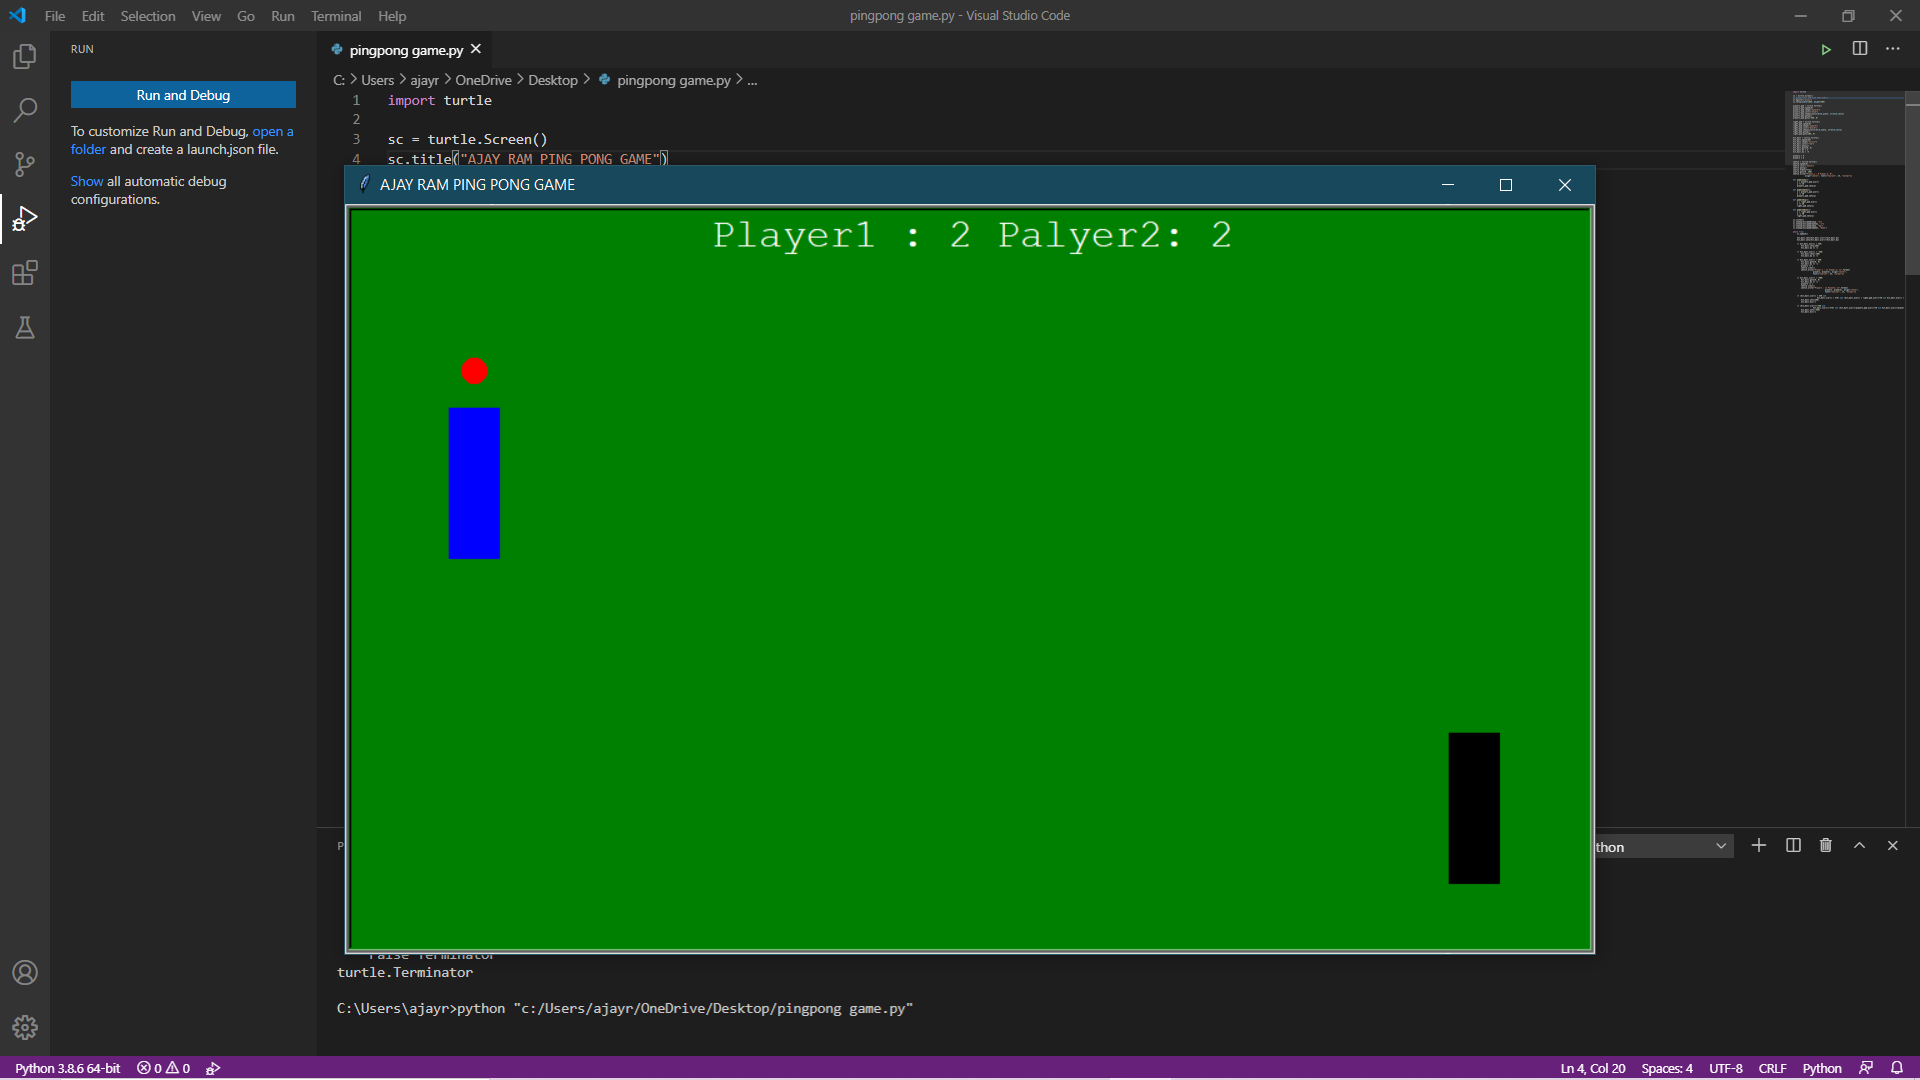 File Edit Selection View Go Run Terminal Help
pingpong game.py - Visual Studio Code
RUN
Run and Debug
To customize Run and Debug, open a
folder and create a launch.json file.
Show all automatic debug
configurations.
pingpong game.py
C: > Users > ajayr > OneDrive > Desktop > pingpong game.py > ...
1 import turtle
2
3 sc = turtle.Screen()
4 sc.title("AJAY RAM PING PONG GAME")
AJAY RAM PING PONG GAME
Player1 : 2 Palyer2: 2
thon
turtle.Terminator
C:\Users\ajayr>python "c:/Users/ajayr/OneDrive/Desktop/pingpong game.py"
Python 3.8.6 64-bit 0 0 Ln 4, Col 20 Spaces: 4 UTF-8 CRLF Python